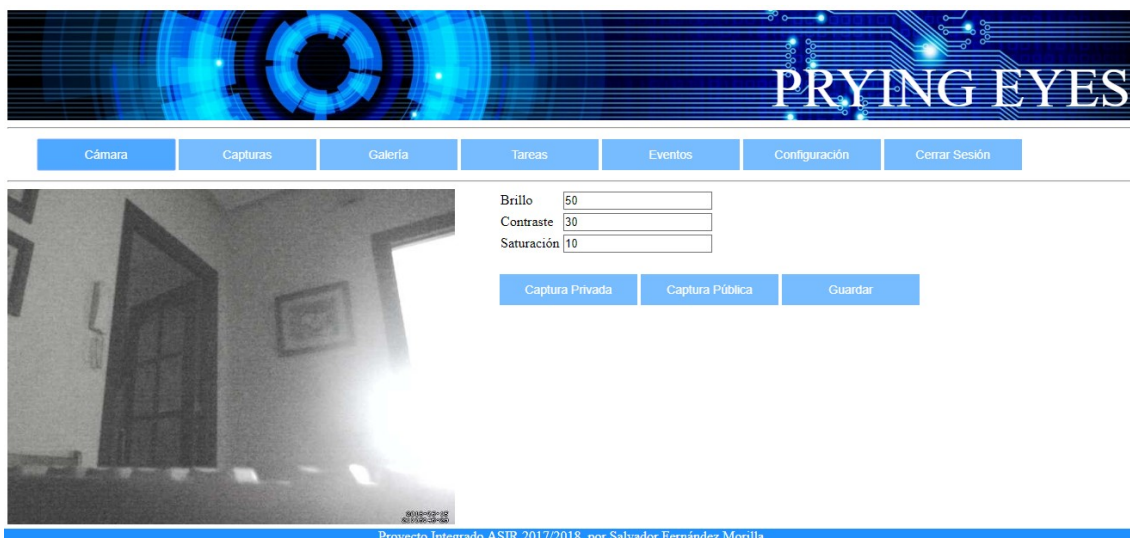 PRYING EYES
Cámara Capturas Galería Tareas Eventos Configuración Cerrar Sesión
Brillo 50
Contraste 30
Saturación 10
Captura Privada Captura Pública Guardar
Proyecto Integrado ASIR 2017/2018, por Salvador Fernández Morilla